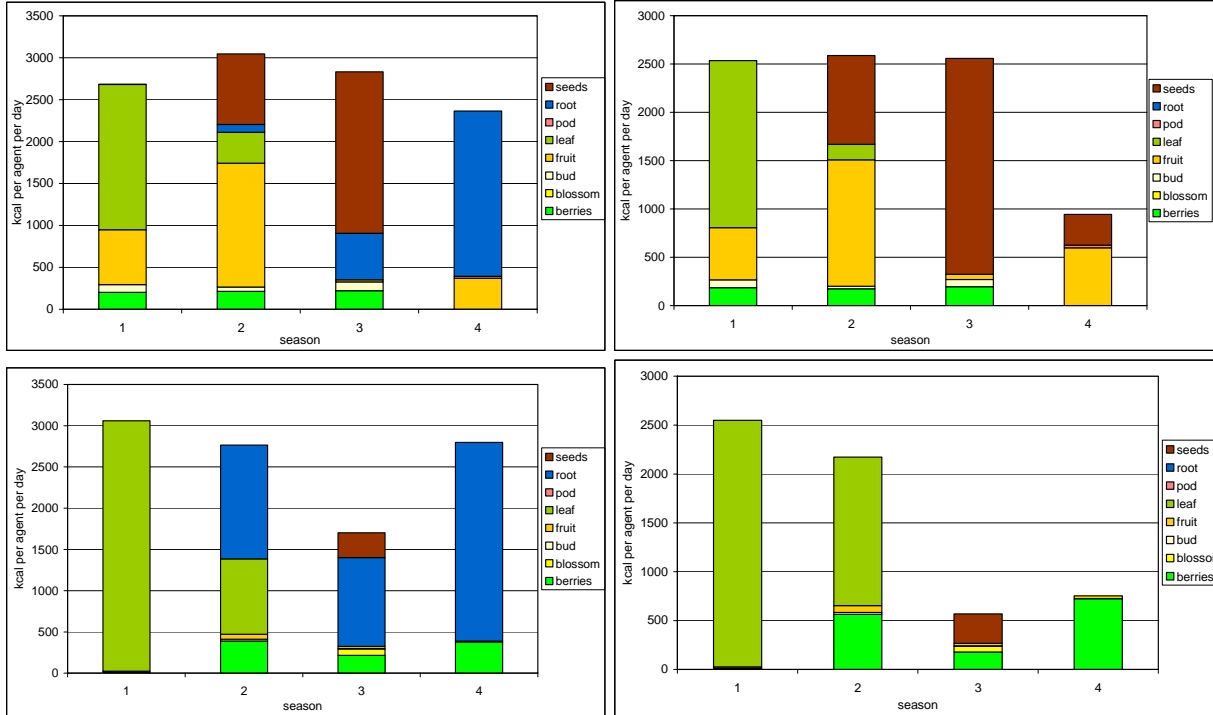 3500
3000
2500
2000
1500
1000
500
0
kcal per agent per day
1 2 3 4
season
seeds
root
pod
leaf
fruit
bud
blossom
berries
3000
2500
2000
1500
1000
500
0
kcal per agent per day
1 2 3 4
season
seeds
root
pod
leaf
fruit
bud
blossom
berries
3500
3000
2500
2000
1500
1000
500
0
kcal per agent per day
1 2 3 4
season
seeds
root
pod
leaf
fruit
bud
blossom
berries
3000
2500
2000
1500
1000
500
0
kcal per agent per day
1 2 3 4
season
seeds
root
pod
leaf
fruit
bud
blossom
berries